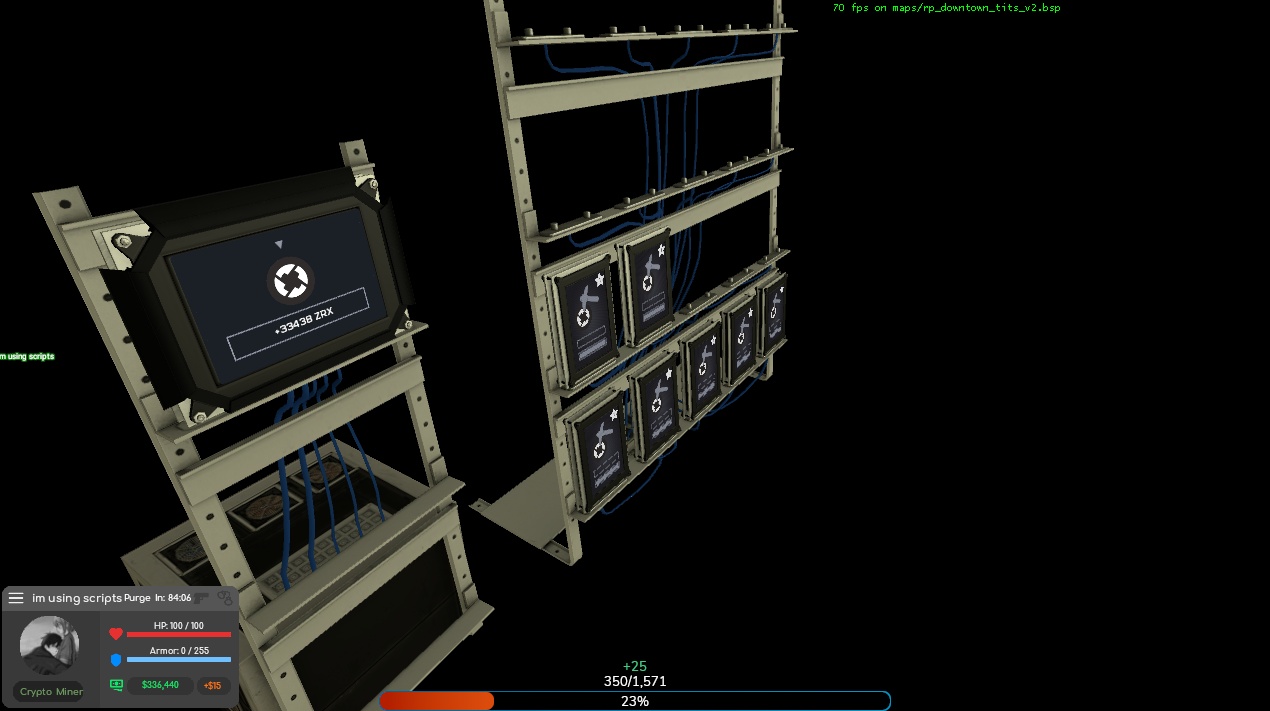 70 fps on maps/rp_downtown_tits_v2.bsp
+33438 ZRX
m using scripts
im using scripts Purge In: 84:06
HP: 100 / 100
Armor: 0 / 255
$336,440 +$15
Crypto Miner
+25
350/1,571
23%